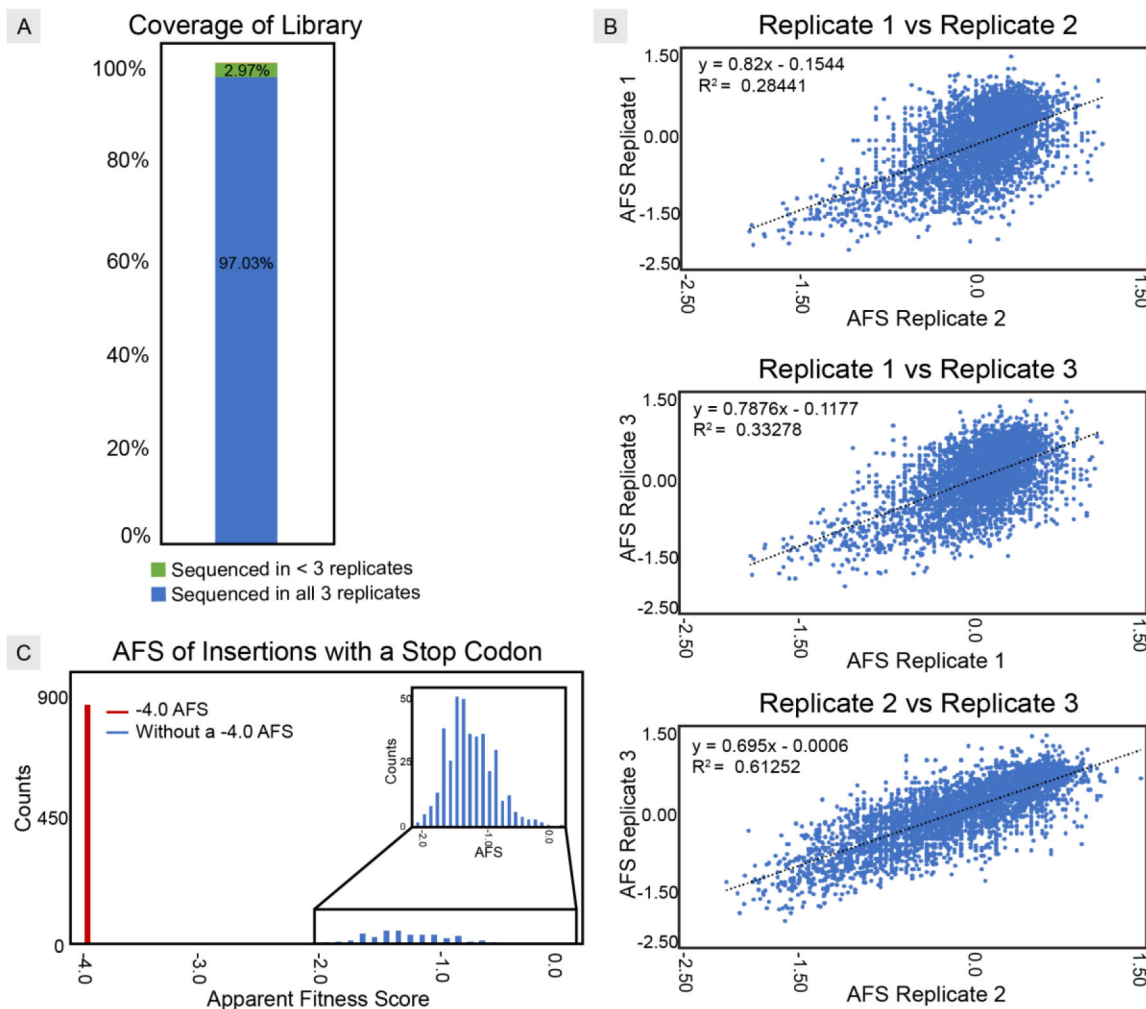 A
Coverage of Library
100%
80%
60%
40%
20%
0%
2.97%
97.03%
Sequenced in < 3 replicates
Sequenced in all 3 replicates
B
Replicate 1 vs Replicate 2
y = 0.82x - 0.1544
R² = 0.28441
AFS Replicate 1
1.50
0.00
-1.50
-2.50
-2.50
-1.50
0.0
1.50
AFS Replicate 2
Replicate 1 vs Replicate 3
y = 0.7876x - 0.1177
R² = 0.33278
AFS Replicate 3
1.50
0.00
-1.50
-2.50
-2.50
-1.50
0.0
1.50
AFS Replicate 1
Replicate 2 vs Replicate 3
y = 0.695x - 0.0006
R² = 0.61252
AFS Replicate 3
1.50
0.00
-1.50
-2.50
-2.50
-1.50
0.0
1.50
AFS Replicate 2
C
AFS of Insertions with a Stop Codon
-4.0 AFS
Without a -4.0 AFS
Counts
900
450
0
-4.0
-3.0
-2.0
-1.0
0.0
Apparent Fitness Score
Counts
50
25
0
-2.0
-1.0
0.0
AFS